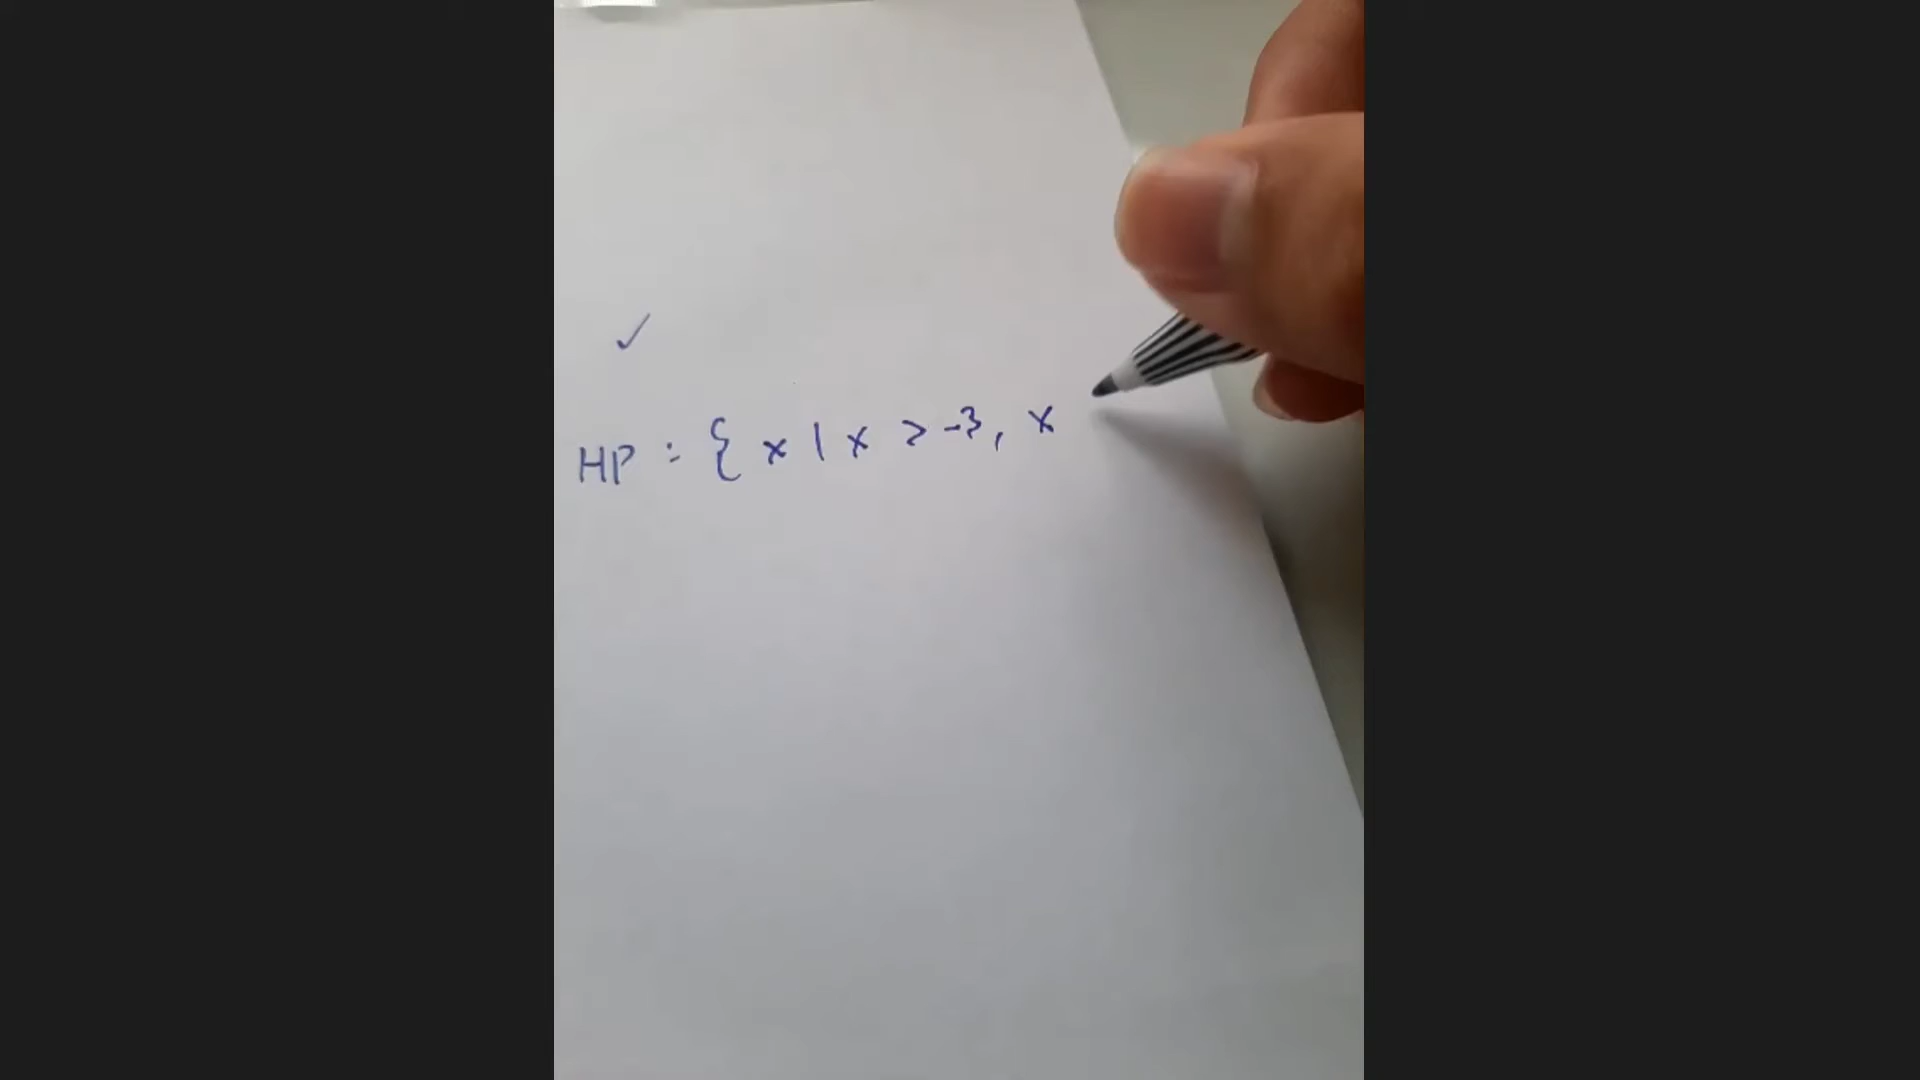 ✓
HP : { x | x > -3, x